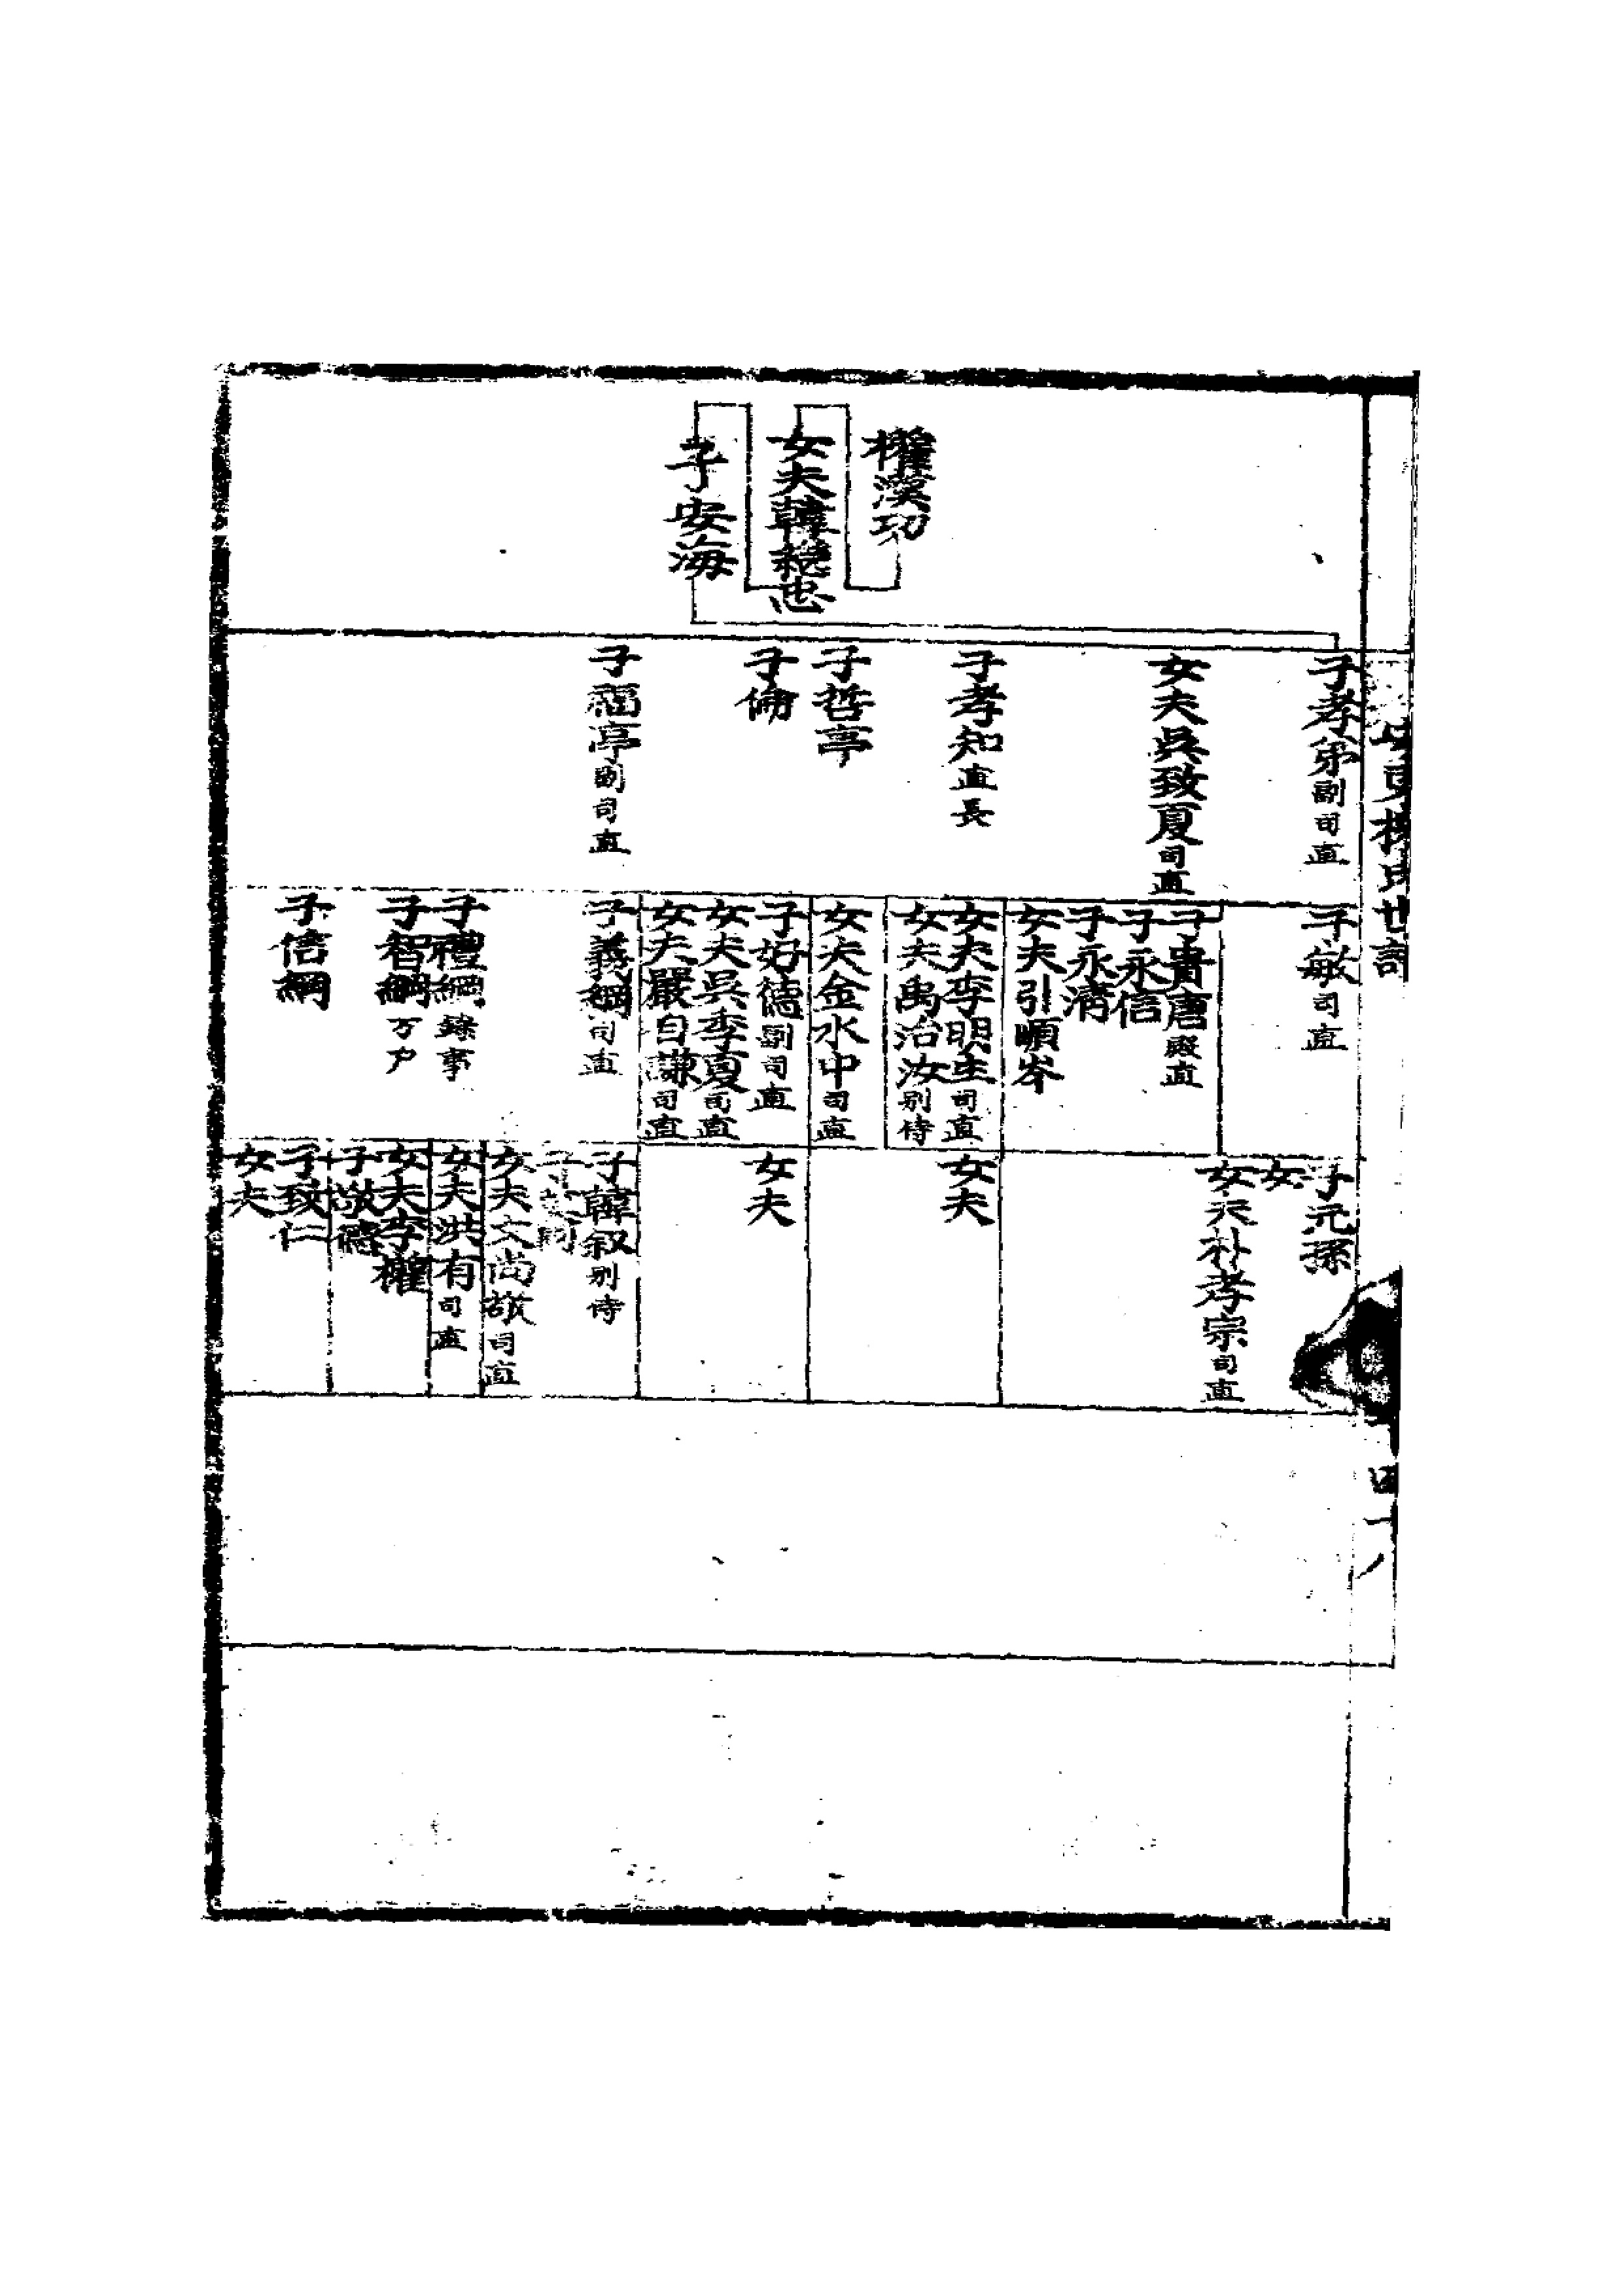 權漢功
女夫韓總忠
子安海
子孝弟副司直
女夫吳致夏司直
子孝知直長
子哲亭
子倫
子福亭副司直
子敏司直
子貴唐殿直
子永信
子永淸
女夫引順岑
女夫李明生司直
女夫禹治汝别侍
女夫金水中司直
子好德副司直
女夫吳季夏司直
女夫嚴自謙司直
子義綱司直
子禮綱錄事
子智綱万户
子信綱
子元孫
女
女夫朴孝宗司直
女夫
女夫
子韓叙别侍
子
女夫文尚敬司直
女夫洪有司直
女夫李權
子敬德
子致仁
女夫
安東權氏世譜
四十八